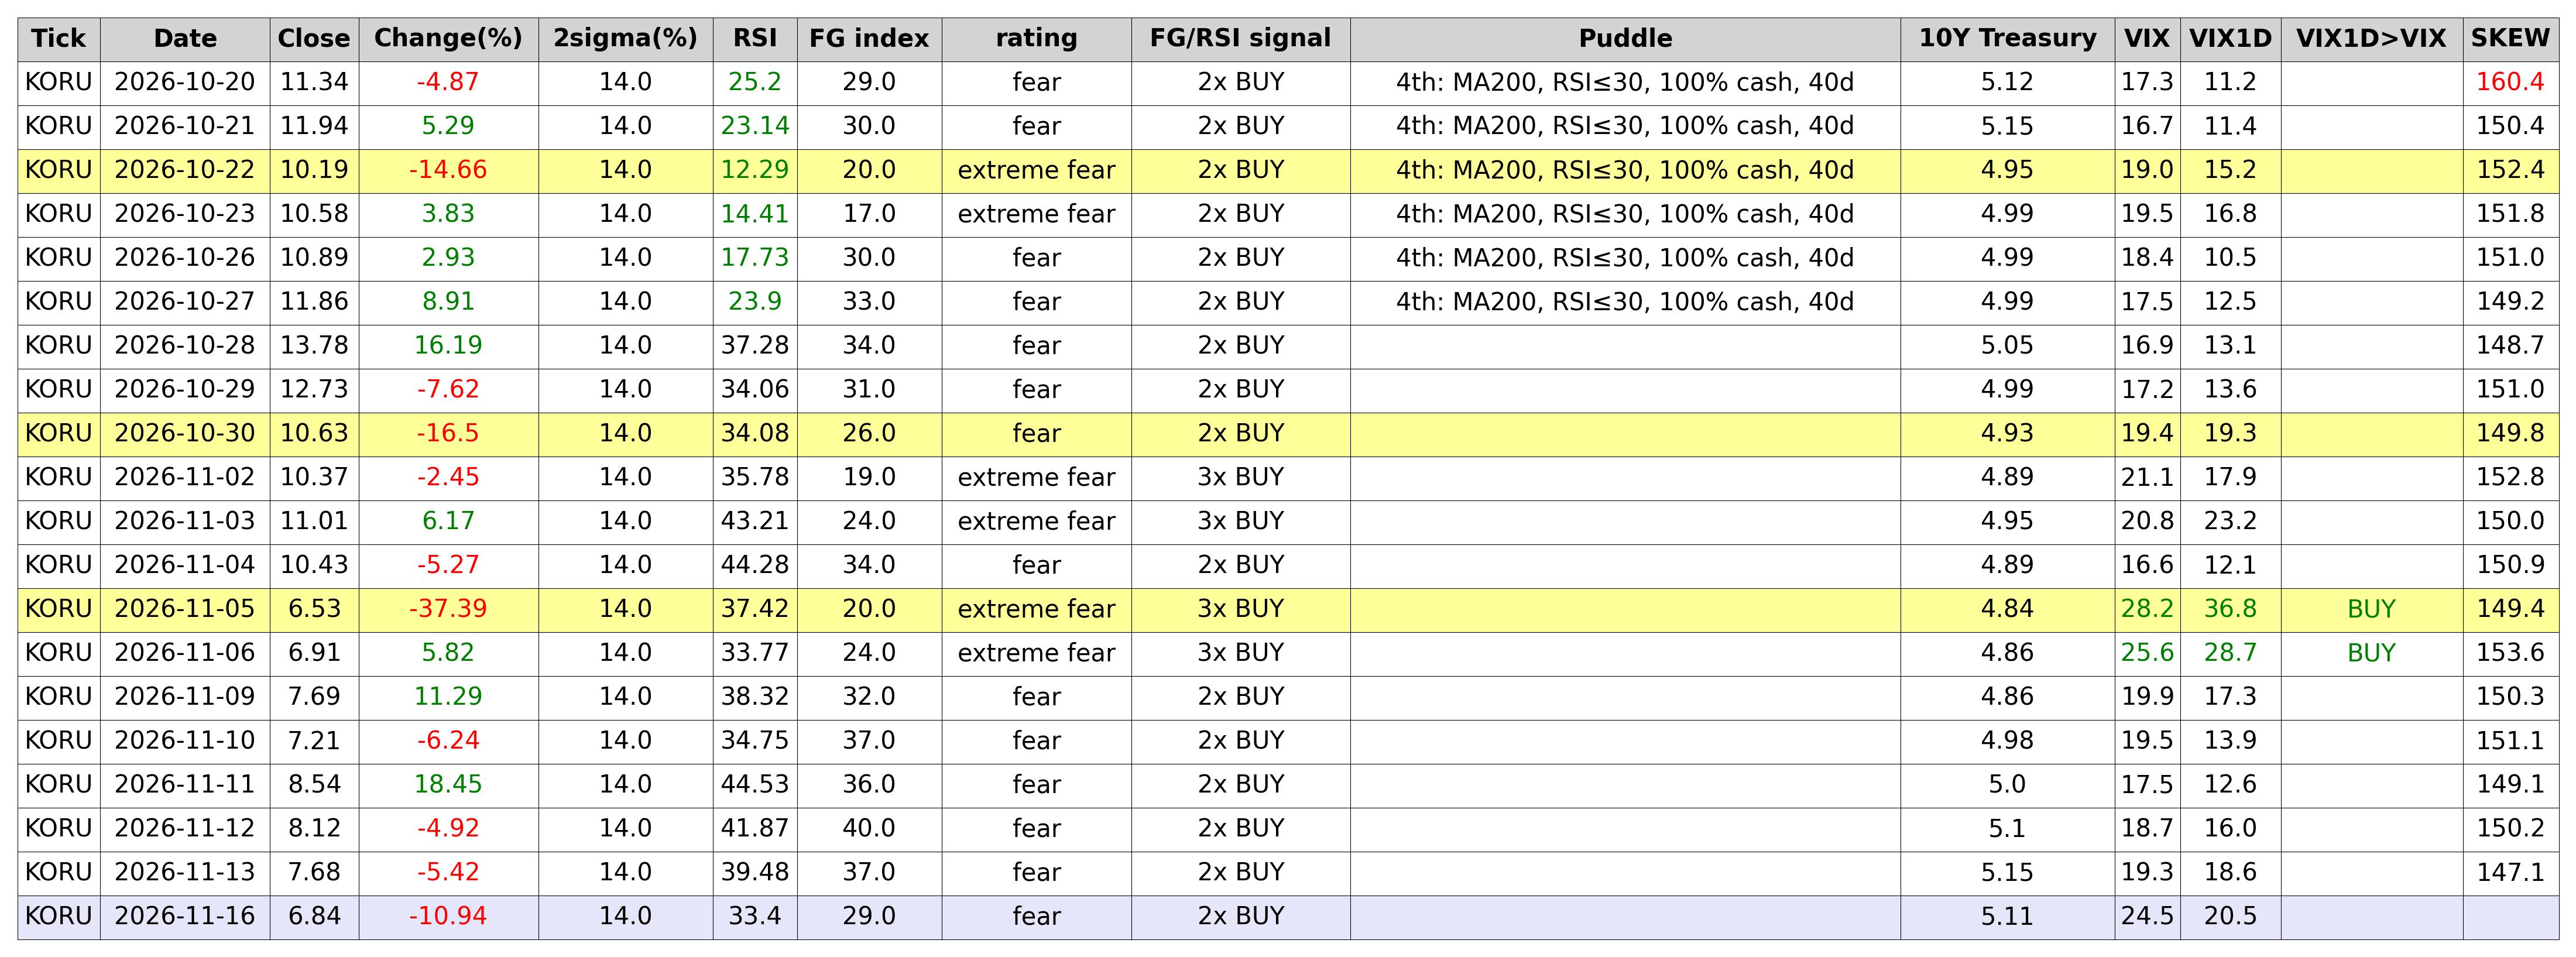 Tick Date Close Change(%) 2sigma(%) RSI FG index rating FG/RSI signal Puddle 10Y Treasury VIX VIX1D VIX1D>VIX SKEW
KORU 2026-10-20 11.34 -4.87 14.0 25.2 29.0 fear 2x BUY 4th: MA200, RSI≤30, 100% cash, 40d 5.12 17.3 11.2 160.4
KORU 2026-10-21 11.94 5.29 14.0 23.14 30.0 fear 2x BUY 4th: MA200, RSI≤30, 100% cash, 40d 5.15 16.7 11.4 150.4
KORU 2026-10-22 10.19 -14.66 14.0 12.29 20.0 extreme fear 2x BUY 4th: MA200, RSI≤30, 100% cash, 40d 4.95 19.0 15.2 152.4
KORU 2026-10-23 10.58 3.83 14.0 14.41 17.0 extreme fear 2x BUY 4th: MA200, RSI≤30, 100% cash, 40d 4.99 19.5 16.8 151.8
KORU 2026-10-26 10.89 2.93 14.0 17.73 30.0 fear 2x BUY 4th: MA200, RSI≤30, 100% cash, 40d 4.99 18.4 10.5 151.0
KORU 2026-10-27 11.86 8.91 14.0 23.9 33.0 fear 2x BUY 4th: MA200, RSI≤30, 100% cash, 40d 4.99 17.5 12.5 149.2
KORU 2026-10-28 13.78 16.19 14.0 37.28 34.0 fear 2x BUY 5.05 16.9 13.1 148.7
KORU 2026-10-29 12.73 -7.62 14.0 34.06 31.0 fear 2x BUY 4.99 17.2 13.6 151.0
KORU 2026-10-30 10.63 -16.5 14.0 34.08 26.0 fear 2x BUY 4.93 19.4 19.3 149.8
KORU 2026-11-02 10.37 -2.45 14.0 35.78 19.0 extreme fear 3x BUY 4.89 21.1 17.9 152.8
KORU 2026-11-03 11.01 6.17 14.0 43.21 24.0 extreme fear 3x BUY 4.95 20.8 23.2 150.0
KORU 2026-11-04 10.43 -5.27 14.0 44.28 34.0 fear 2x BUY 4.89 16.6 12.1 150.9
KORU 2026-11-05 6.53 -37.39 14.0 37.42 20.0 extreme fear 3x BUY 4.84 28.2 36.8 BUY 149.4
KORU 2026-11-06 6.91 5.82 14.0 33.77 24.0 extreme fear 3x BUY 4.86 25.6 28.7 BUY 153.6
KORU 2026-11-09 7.69 11.29 14.0 38.32 32.0 fear 2x BUY 4.86 19.9 17.3 150.3
KORU 2026-11-10 7.21 -6.24 14.0 34.75 37.0 fear 2x BUY 4.98 19.5 13.9 151.1
KORU 2026-11-11 8.54 18.45 14.0 44.53 36.0 fear 2x BUY 5.0 17.5 12.6 149.1
KORU 2026-11-12 8.12 -4.92 14.0 41.87 40.0 fear 2x BUY 5.1 18.7 16.0 150.2
KORU 2026-11-13 7.68 -5.42 14.0 39.48 37.0 fear 2x BUY 5.15 19.3 18.6 147.1
KORU 2026-11-16 6.84 -10.94 14.0 33.4 29.0 fear 2x BUY 5.11 24.5 20.5